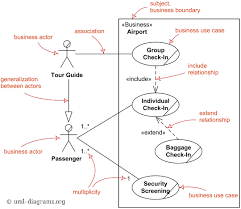 subject,
business boundary
«Business»
Airport
business use case
association
business actor
Group
Check-In
Tour Guide
«include»
include
relationship
generalization
between actors
Individual
Check-In
extend
relationship
«extend»
business actor
1..*
Passenger
1..*
Baggage
Check-In
multiplicity
1
Security
Screening
business use case
© uml-diagrams.org